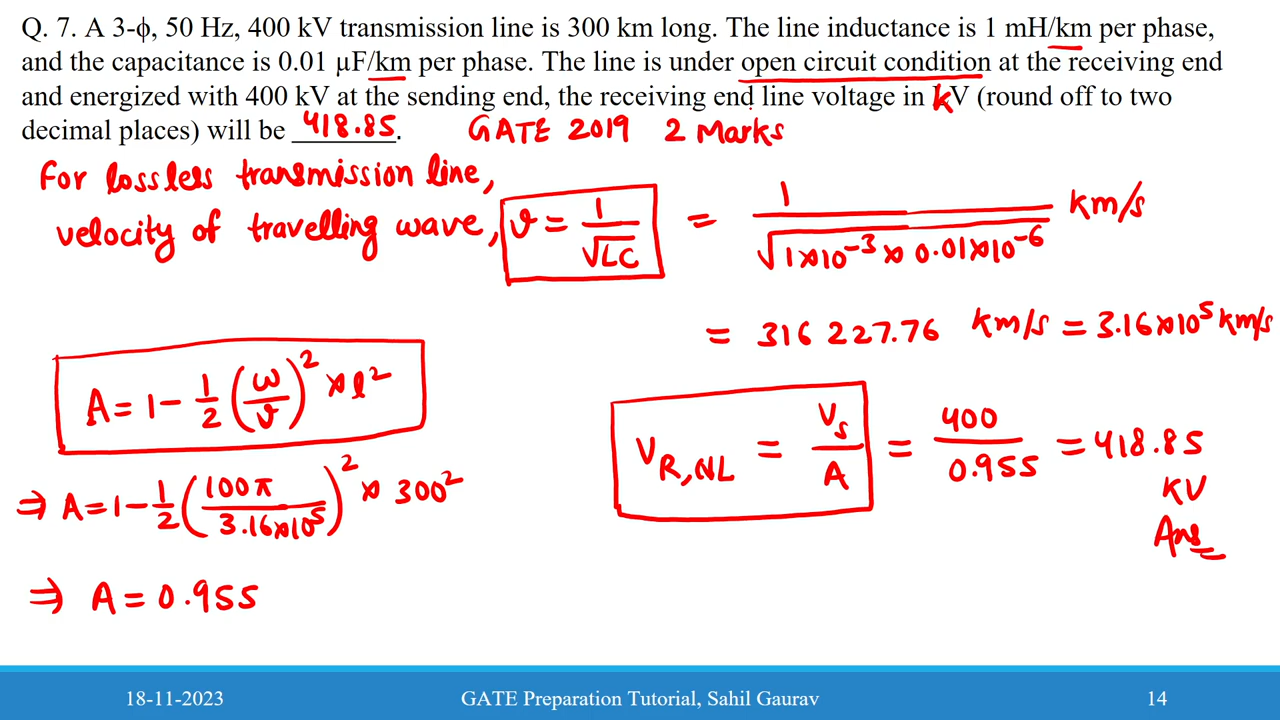 Q. 7. A 3-ϕ, 50 Hz, 400 kV transmission line is 300 km long. The line inductance is 1 mH/km per phase,
and the capacitance is 0.01 μF/km per phase. The line is under open circuit condition at the receiving end
and energized with 400 kV at the sending end, the receiving end line voltage in kV (round off to two
decimal places) will be 418.85.
GATE 2019 2 Marks
For lossless transmission line,
velocity of travelling wave, v = 1/√LC = 1/√(1×10⁻³ × 0.01×10⁻⁶) km/s
= 316 227.76 km/s = 3.16×10⁵ km/s
A = 1 - 1/2 (ω/v)² × l²
⇒ A = 1 - 1/2 (100π/3.16×10⁵)² × 300²
⇒ A = 0.955
V_R,NL = V_s/A = 400/0.955 = 418.85
KV
Ans
18-11-2023
GATE Preparation Tutorial, Sahil Gaurav
14